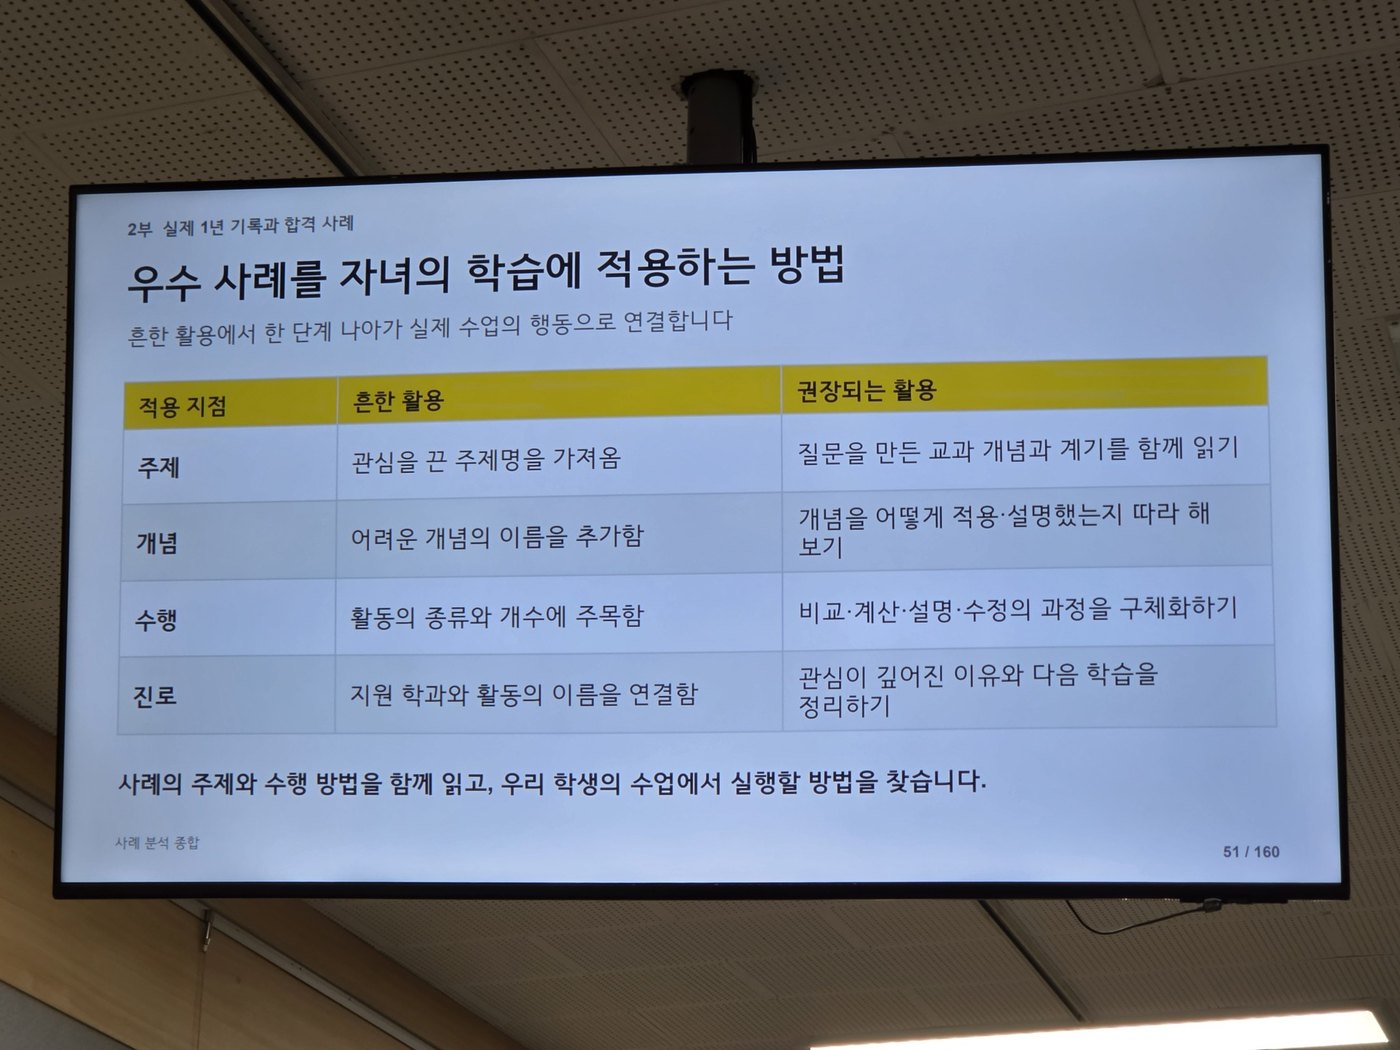 2부 실제 1년 기록과 합격 사례
우수 사례를 자녀의 학습에 적용하는 방법
흔한 활용에서 한 단계 나아가 실제 수업의 행동으로 연결합니다
적용 지점
흔한 활용
권장되는 활용
주제
관심을 끈 주제명을 가져옴
질문을 만든 교과 개념과 계기를 함께 읽기
개념
어려운 개념의 이름을 추가함
개념을 어떻게 적용·설명했는지 따라 해
보기
수행
활동의 종류와 개수에 주목함
비교·계산·설명·수정의 과정을 구체화하기
진로
지원 학과와 활동의 이름을 연결함
관심이 깊어진 이유와 다음 학습을
정리하기
사례의 주제와 수행 방법을 함께 읽고, 우리 학생의 수업에서 실행할 방법을 찾습니다.
사례 분석 종합
51 / 160